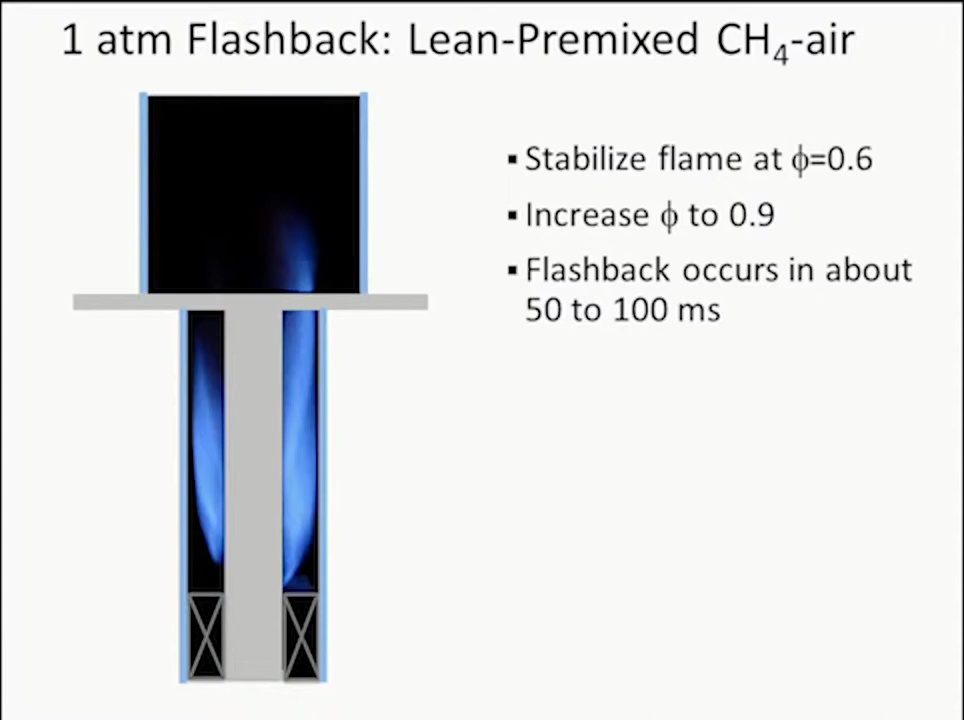 1 atm Flashback: Lean-Premixed CH₄-air
▪ Stabilize flame at ϕ=0.6
▪ Increase ϕ to 0.9
▪ Flashback occurs in about
50 to 100 ms